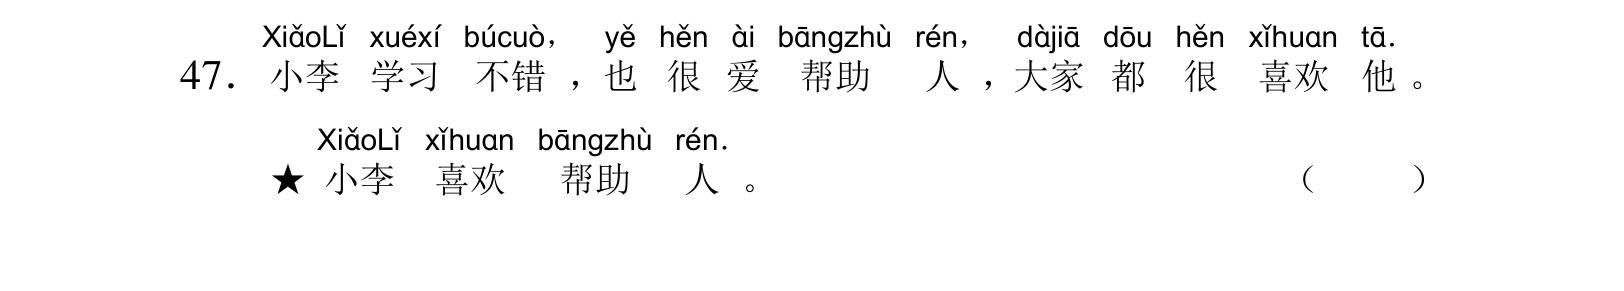 XiǎoLǐ xuéxí búcuò, yě hěn ài bāngzhù rén, dàjiā dōu hěn xǐhuan tā.
47. 小李 学习 不错，也 很 爱 帮助 人，大家 都 很 喜欢 他。
XiǎoLǐ xǐhuan bāngzhù rén.
★ 小李 喜欢 帮助 人。 （ ）